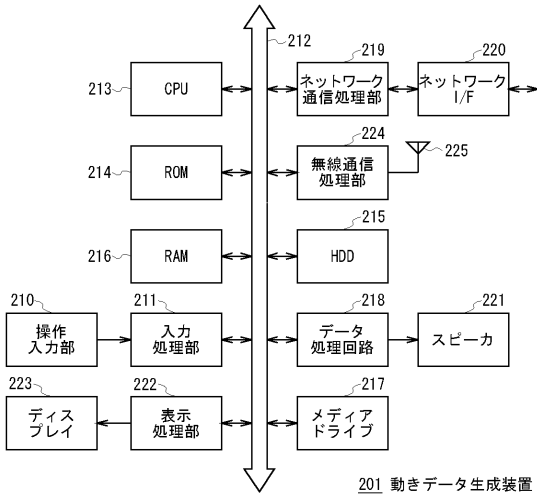 212
219
220
213
CPU
ネットワーク
通信処理部
ネットワーク
I/F
224
214
ROM
無線通信
処理部
225
215
216
RAM
HDD
210
211
218
221
操作
入力部
入力
処理部
データ
処理回路
スピーカ
223
222
217
ディス
プレイ
表示
処理部
メディア
ドライブ
201 動きデータ生成装置